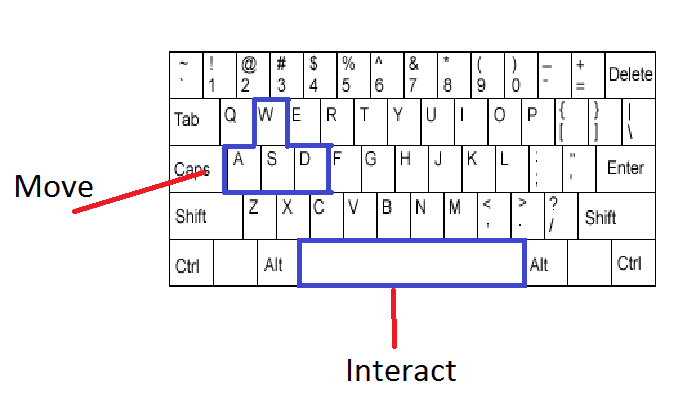 ~ ! @ # $ % ^ & * ( ) _ +
` 1 2 3 4 5 6 7 8 9 0 - = Delete
Tab Q W E R T Y U I O P { } |
[ ] \
Caps A S D F G H J K L : " Enter
; '
Move
Shift Z X C V B N M < > ? Shift
, . /
Ctrl Alt Alt Ctrl
Interact